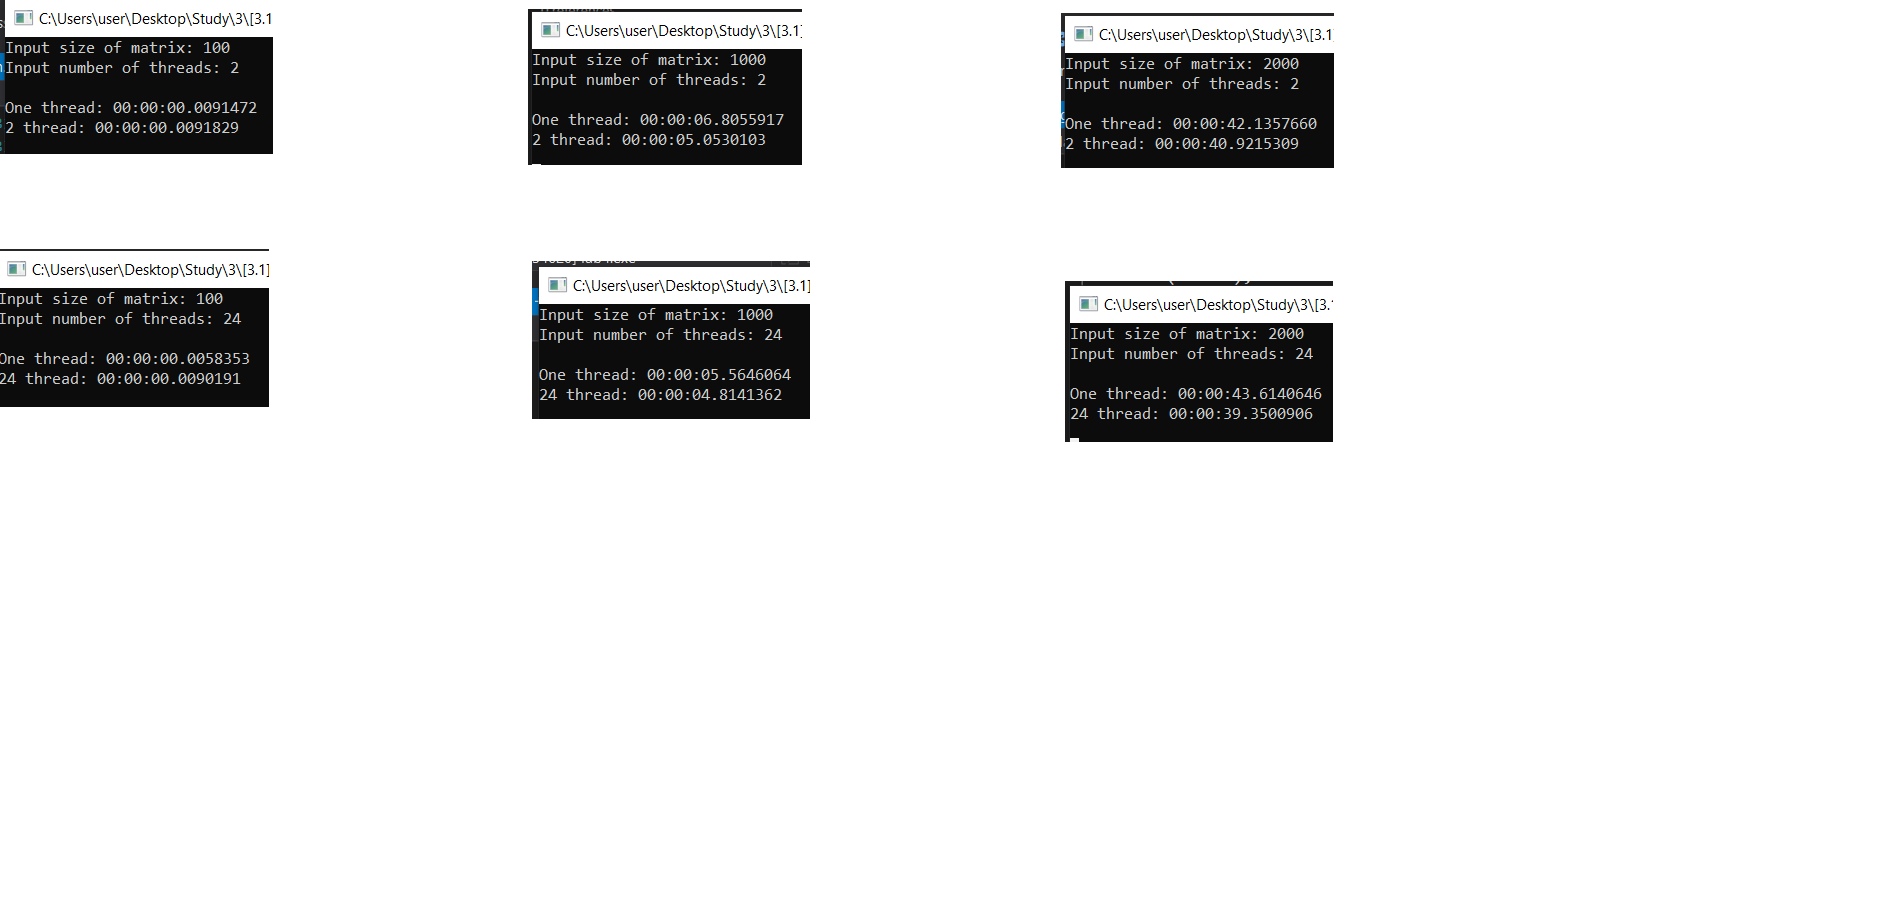 C:\Users\user\Desktop\Study\3\[3.1
Input size of matrix: 100
Input number of threads: 2
One thread: 00:00:00.0091472
2 thread: 00:00:00.0091829
C:\Users\user\Desktop\Study\3\[3.1]
Input size of matrix: 1000
Input number of threads: 2
One thread: 00:00:06.8055917
2 thread: 00:00:05.0530103
C:\Users\user\Desktop\Study\3\[3.1
Input size of matrix: 2000
Input number of threads: 2
One thread: 00:00:42.1357660
2 thread: 00:00:40.9215309
C:\Users\user\Desktop\Study\3\[3.1]
Input size of matrix: 100
Input number of threads: 24
One thread: 00:00:00.0058353
24 thread: 00:00:00.0090191
C:\Users\user\Desktop\Study\3\[3.1]
Input size of matrix: 1000
Input number of threads: 24
One thread: 00:00:05.5646064
24 thread: 00:00:04.8141362
C:\Users\user\Desktop\Study\3\[3.
Input size of matrix: 2000
Input number of threads: 24
One thread: 00:00:43.6140646
24 thread: 00:00:39.3500906